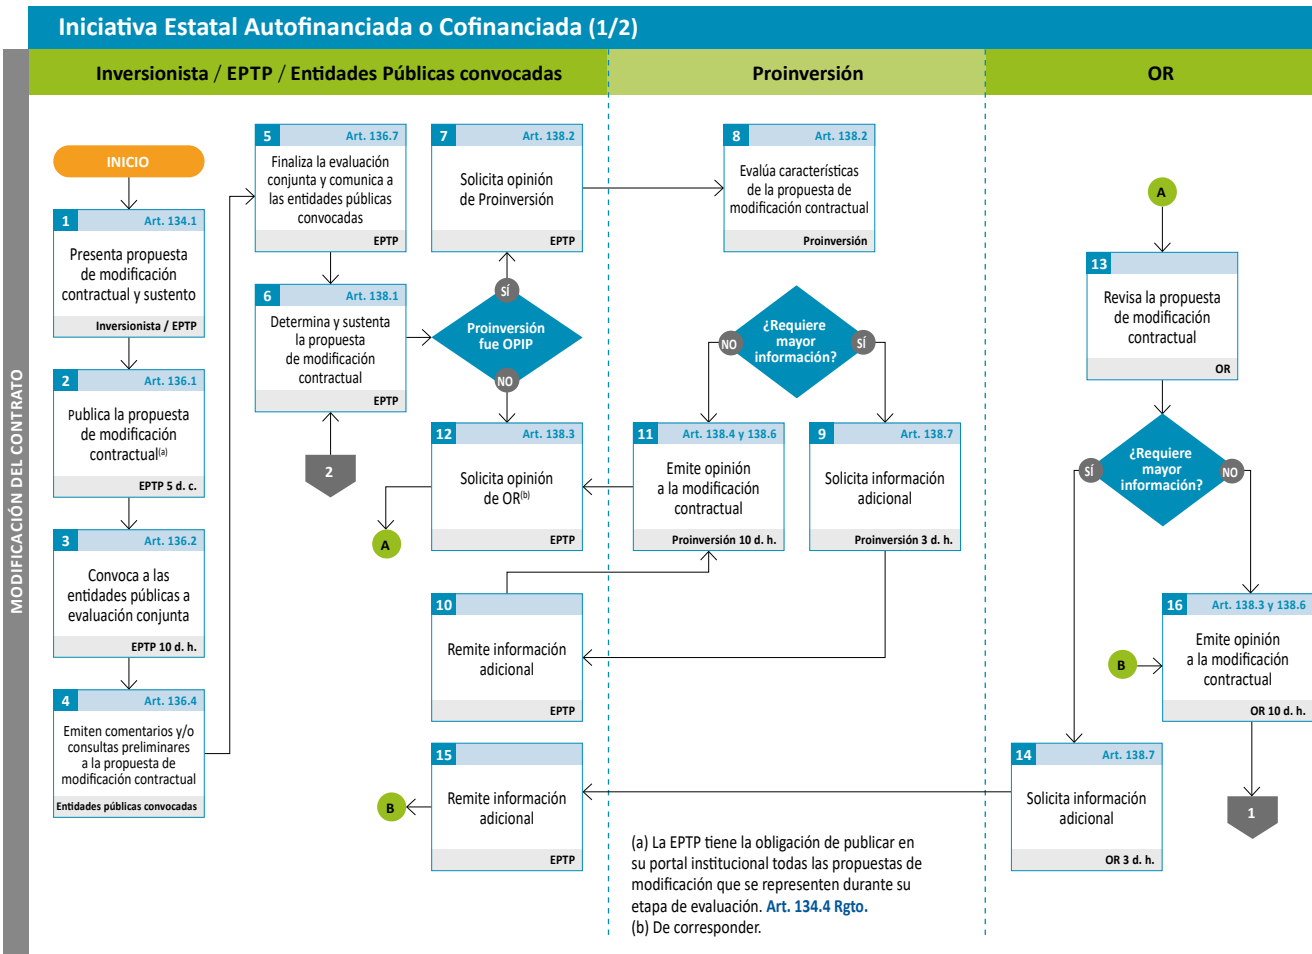 Iniciativa Estatal Autofinanciada o Cofinanciada (1/2)
Inversionista / EPTP / Entidades Públicas convocadas
Proinversión
OR
MODIFICACIÓN DEL CONTRATO
INICIO
1 Art. 134.1
Presenta propuesta
de modificación
contractual y sustento
Inversionista / EPTP
2 Art. 136.1
Publica la propuesta
de modificación
contractual(a)
EPTP 5 d. c.
3 Art. 136.2
Convoca a las
entidades públicas a
evaluación conjunta
EPTP 10 d. h.
4 Art. 136.4
Emiten comentarios y/o
consultas preliminares
a la propuesta de
modificación contractual
Entidades públicas convocadas
5 Art. 136.7
Finaliza la evaluación
conjunta y comunica a
las entidades públicas
convocadas
EPTP
6 Art. 138.1
Determina y sustenta
la propuesta
de modificación
contractual
EPTP
2
7 Art. 138.2
Solicita opinión
de Proinversión
EPTP
SÍ
Proinversión
fue OPIP
NO
12 Art. 138.3
Solicita opinión
de OR(b)
EPTP
A
10
Remite información
adicional
EPTP
15
Remite información
adicional
EPTP
B
8 Art. 138.2
Evalúa características
de la propuesta de
modificación contractual
Proinversión
¿Requiere
mayor
información?
NO
SÍ
11 Art. 138.4 y 138.6
Emite opinión
a la modificación
contractual
Proinversión 10 d. h.
9 Art. 138.7
Solicita información
adicional
Proinversión 3 d. h.
A
13
Revisa la propuesta
de modificación
contractual
OR
¿Requiere
mayor
información?
SÍ
NO
16 Art. 138.3 y 138.6
Emite opinión
a la modificación
contractual
OR 10 d. h.
B
14 Art. 138.7
Solicita información
adicional
OR 3 d. h.
1
(a) La EPTP tiene la obligación de publicar en
su portal institucional todas las propuestas de
modificación que se representen durante su
etapa de evaluación. Art. 134.4 Rgto.
(b) De corresponder.